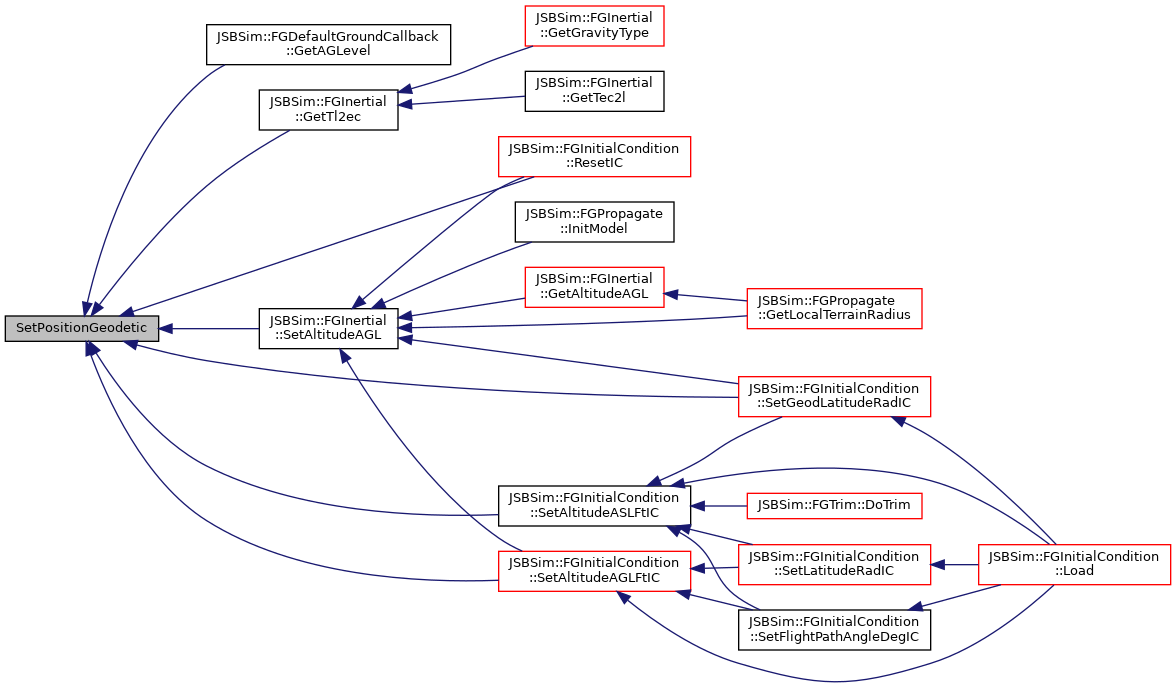 JSBSim::FGInertial
::GetGravityType
JSBSim::FGDefaultGroundCallback
::GetAGLevel
JSBSim::FGInertial
::GetTec2l
JSBSim::FGInertial
::GetTl2ec
JSBSim::FGInitialCondition
::ResetIC
JSBSim::FGPropagate
::InitModel
JSBSim::FGInertial
::GetAltitudeAGL
JSBSim::FGPropagate
::GetLocalTerrainRadius
SetPositionGeodetic
JSBSim::FGInertial
::SetAltitudeAGL
JSBSim::FGInitialCondition
::SetGeodLatitudeRadIC
JSBSim::FGInitialCondition
::SetAltitudeASLFtIC
JSBSim::FGTrim::DoTrim
JSBSim::FGInitialCondition
::SetAltitudeAGLFtIC
JSBSim::FGInitialCondition
::SetLatitudeRadIC
JSBSim::FGInitialCondition
::Load
JSBSim::FGInitialCondition
::SetFlightPathAngleDegIC